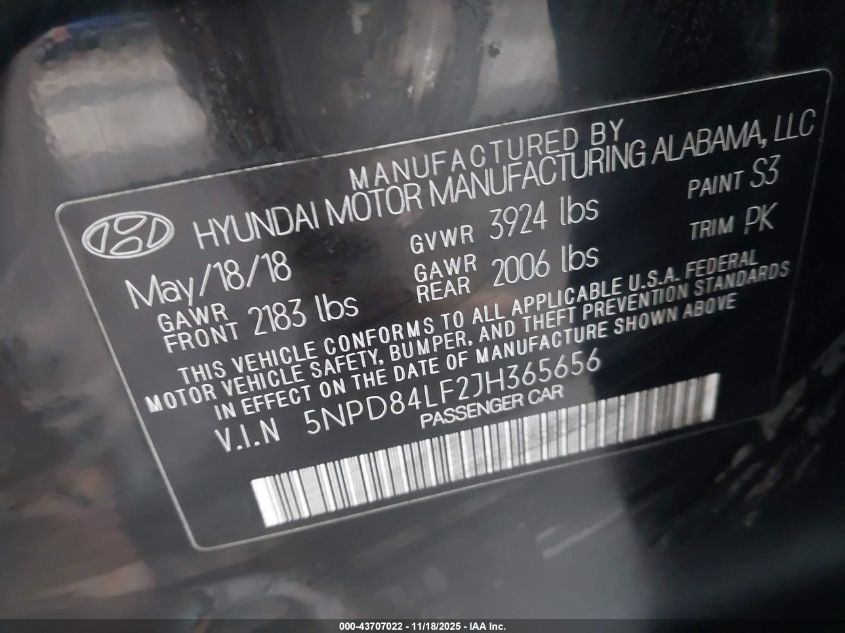 MANUFACTURED BY
HYUNDAI MOTOR MANUFACTURING ALABAMA, LLC
May/18/18 GVWR 3924 lbs PAINT S3
GAWR FRONT 2183 lbs GAWR REAR 2006 lbs TRIM PK
THIS VEHICLE CONFORMS TO ALL APPLICABLE U.S.A. FEDERAL
MOTOR VEHICLE SAFETY, BUMPER, AND THEFT PREVENTION STANDARDS
IN EFFECT ON THE DATE OF MANUFACTURE SHOWN ABOVE
V.I.N 5NPD84LF2JH365656
PASSENGER CAR
000-43707022 - 11/18/2025 - IAA Inc.